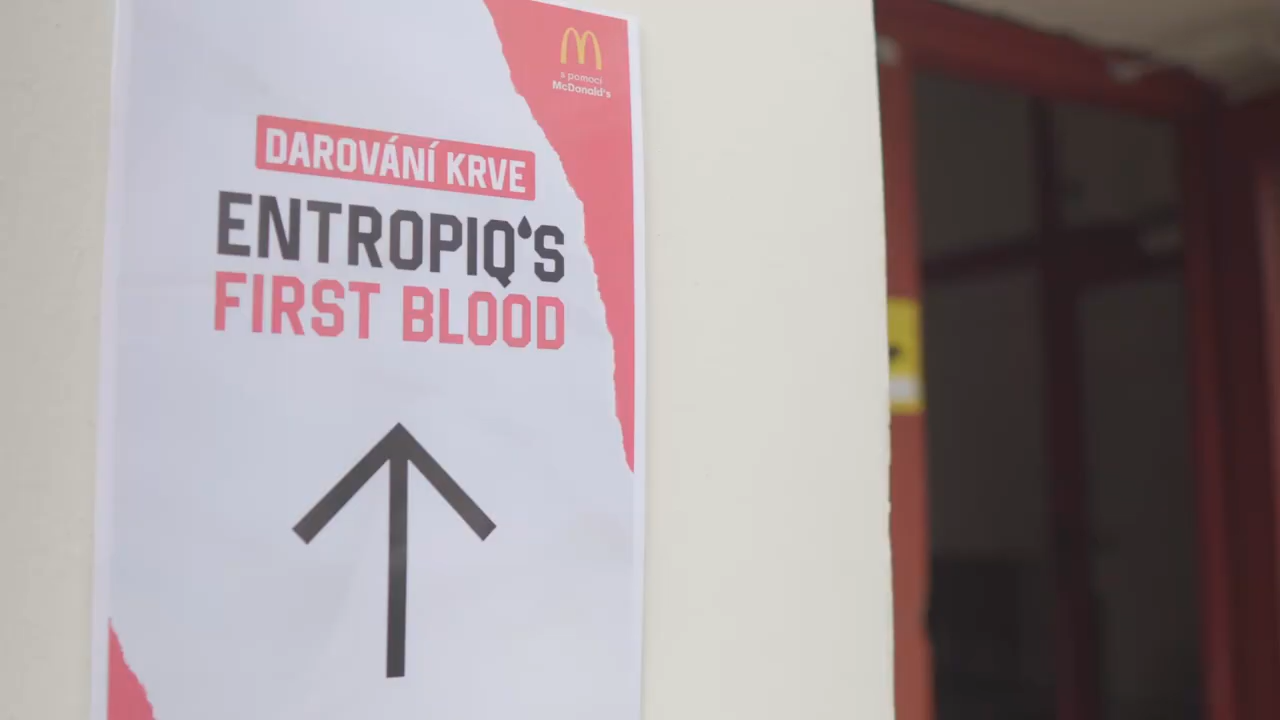 s pomocí
McDonald's
DAROVÁNÍ KRVE
ENTROPIQ'S
FIRST BLOOD